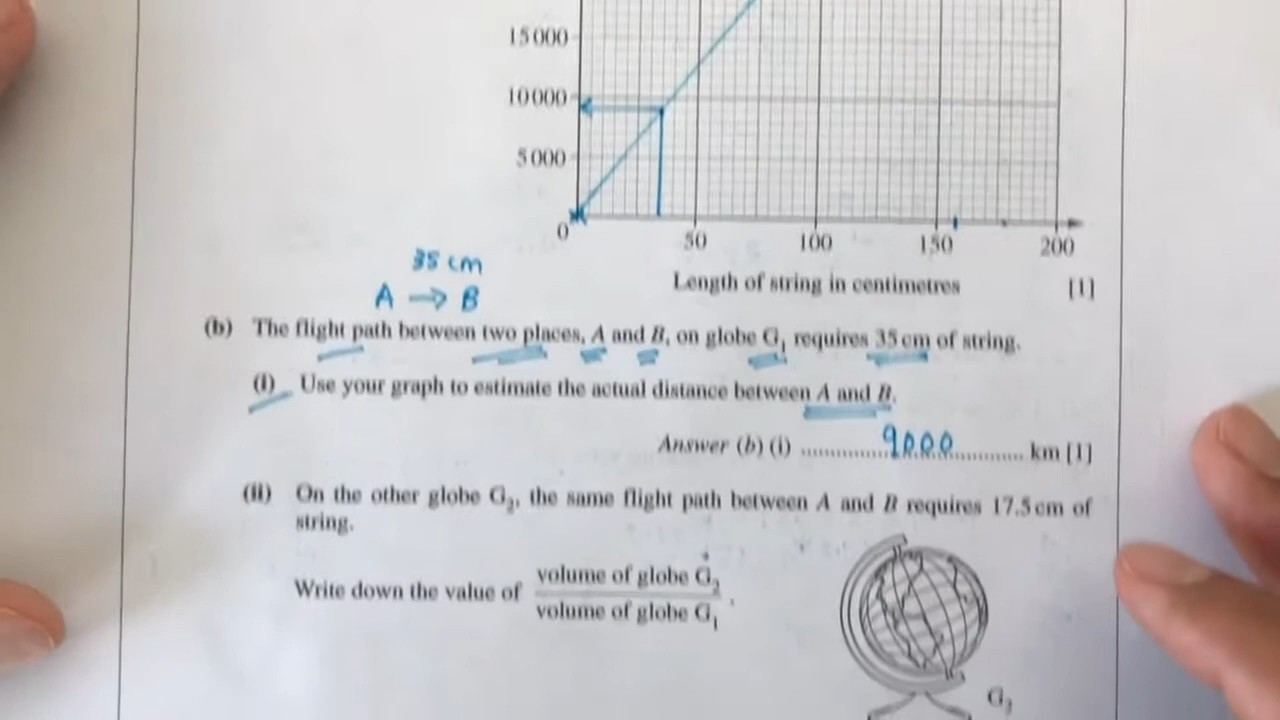 15 000
10 000
5 000
0
50 100 150 200
Length of string in centimetres [1]
35 cm
A → B
(b) The flight path between two places, A and B, on globe G₁ requires 35 cm of string.
(i) Use your graph to estimate the actual distance between A and B.
Answer (b) (i) ..............9000............ km [1]
(ii) On the other globe G₂, the same flight path between A and B requires 17.5 cm of
string.
volume of globe G₂
Write down the value of
volume of globe G₁ .
G₂